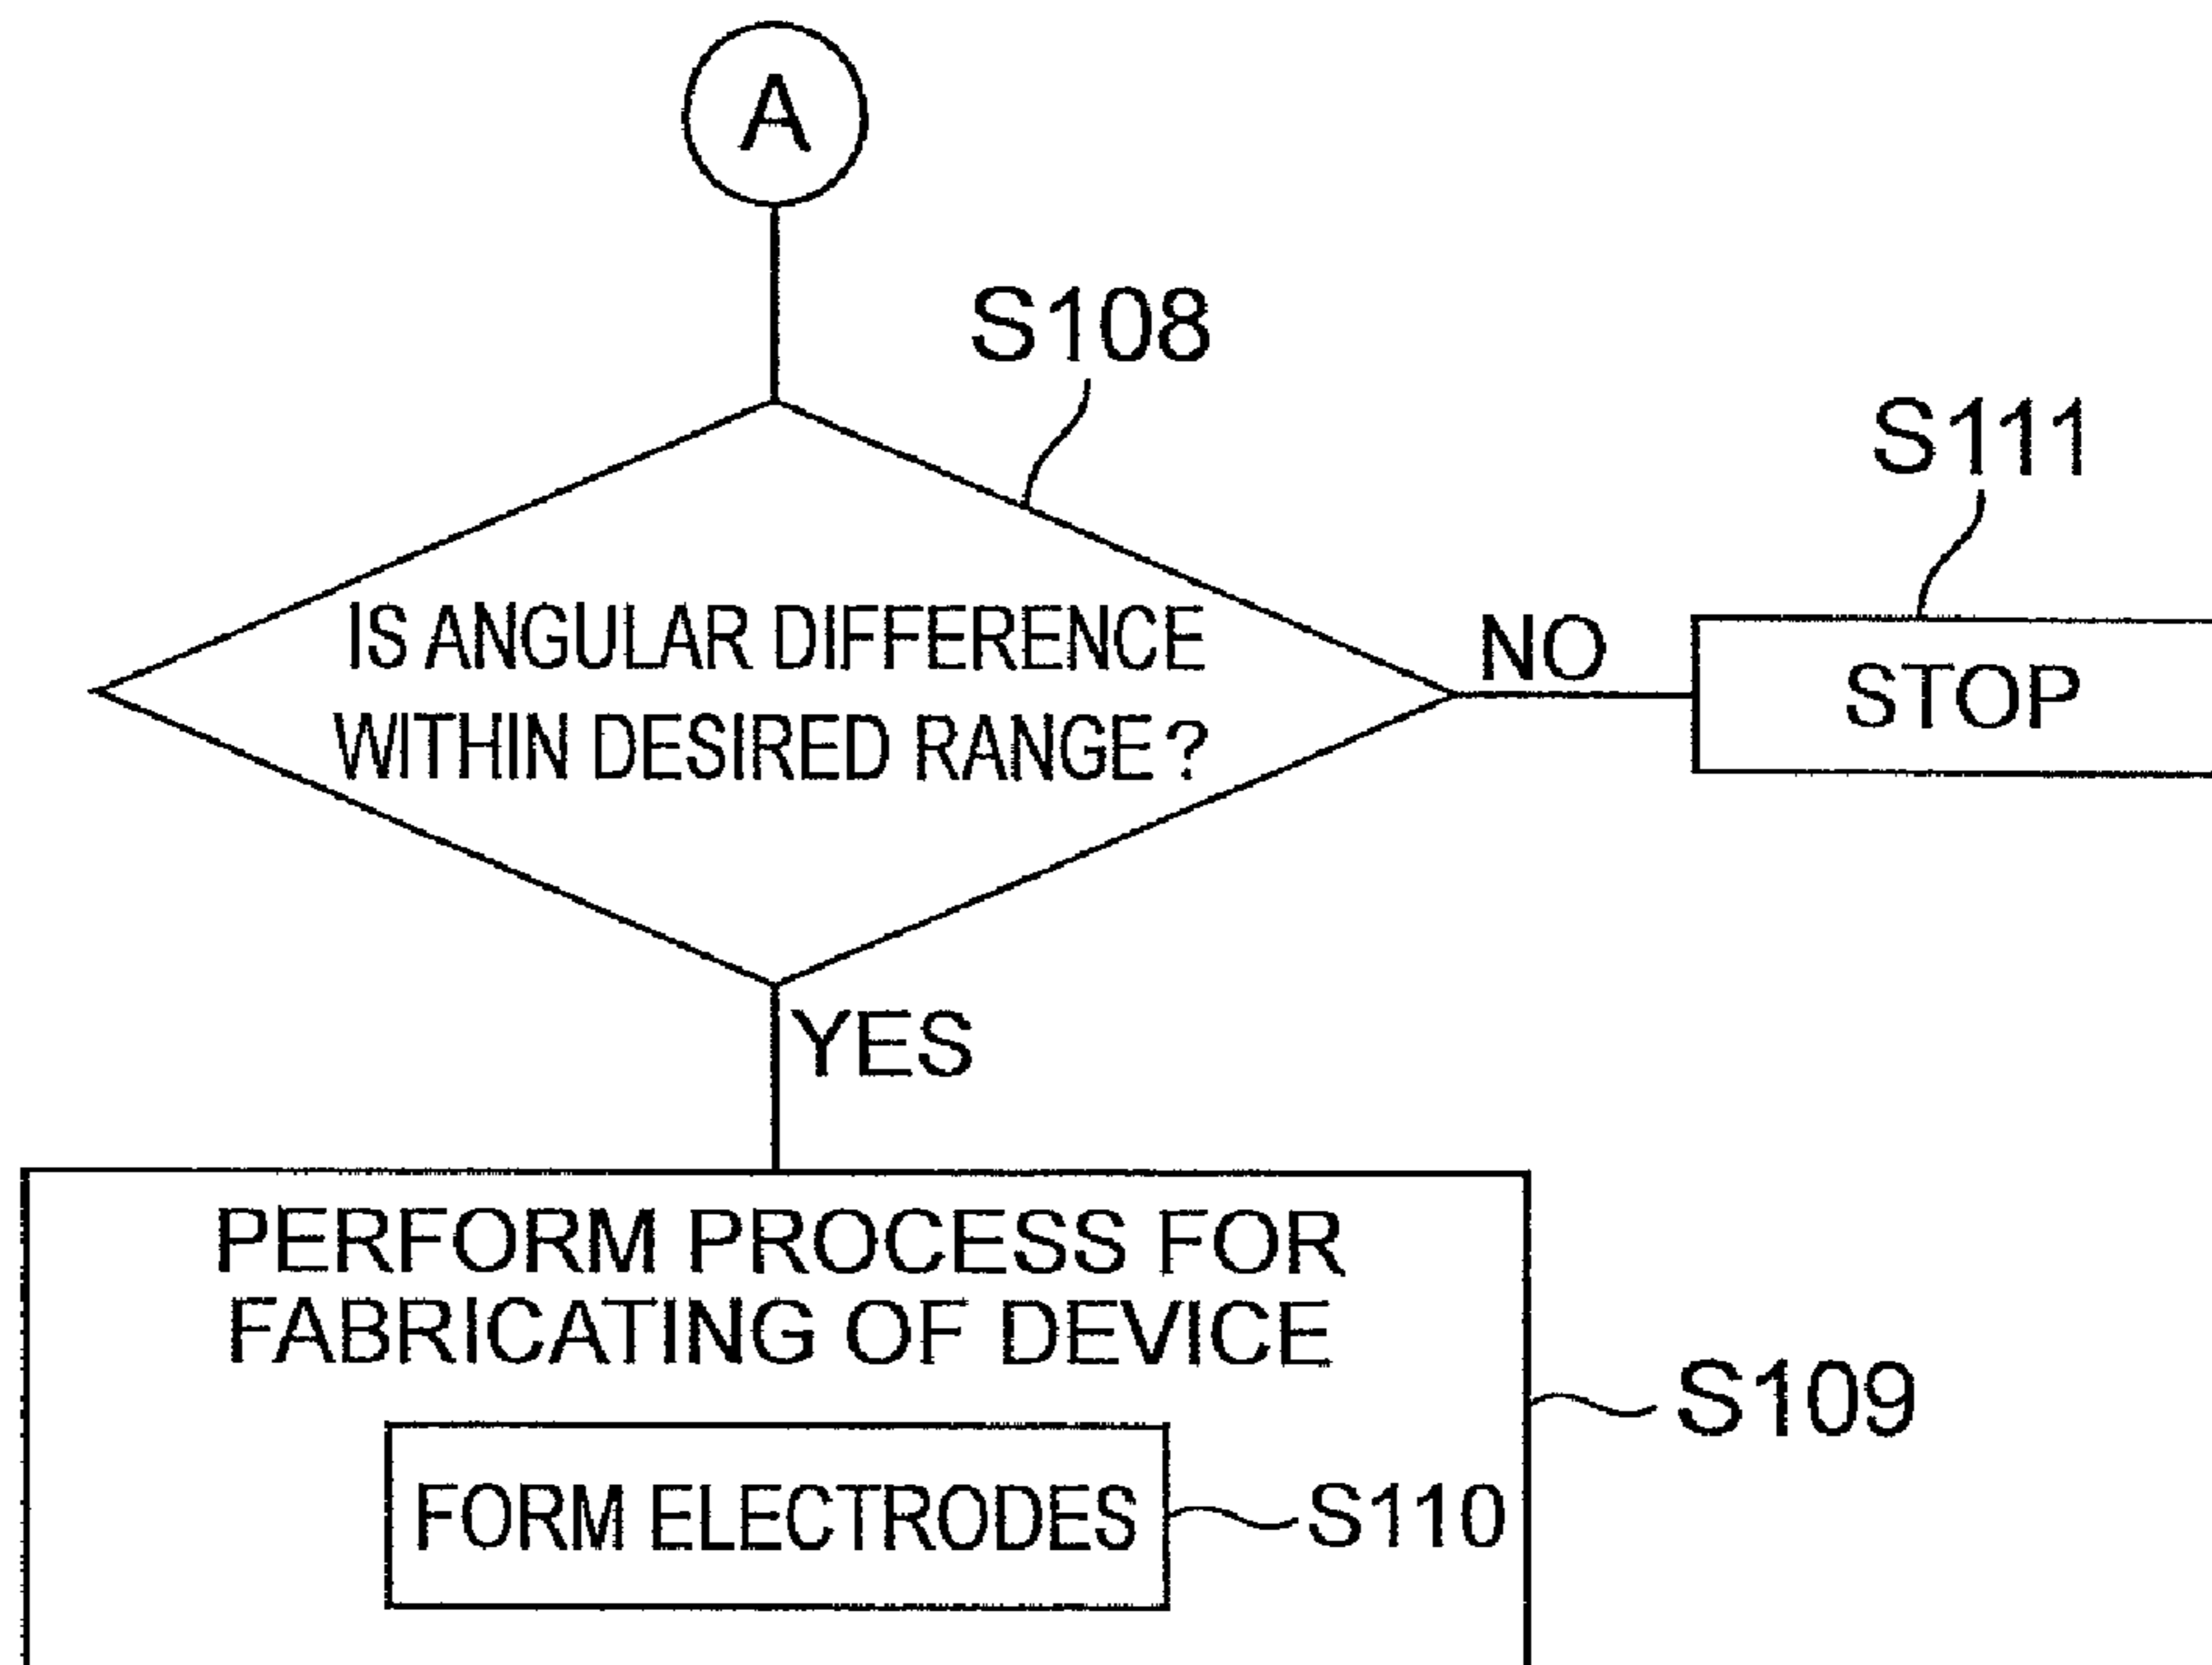 A
S108
S111
IS ANGULAR DIFFERENCE
WITHIN DESIRED RANGE?
NO
STOP
YES
PERFORM PROCESS FOR
FABRICATING OF DEVICE
S109
FORM ELECTRODES
S110